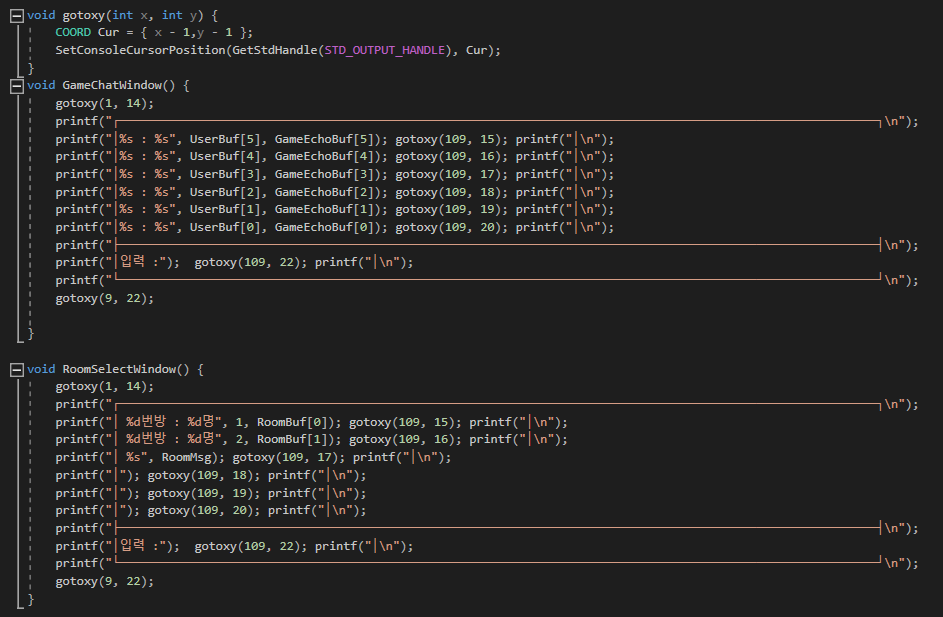 void gotoxy(int x, int y) {
    COORD Cur = { x - 1,y - 1 };
    SetConsoleCursorPosition(GetStdHandle(STD_OUTPUT_HANDLE), Cur);
}
void GameChatWindow() {
    gotoxy(1, 14);
    printf("┌──────────────────────────────────────────────────────────────────────────────────────────────────────────┐\n");
    printf("│%s : %s", UserBuf[5], GameEchoBuf[5]); gotoxy(109, 15); printf("│\n");
    printf("│%s : %s", UserBuf[4], GameEchoBuf[4]); gotoxy(109, 16); printf("│\n");
    printf("│%s : %s", UserBuf[3], GameEchoBuf[3]); gotoxy(109, 17); printf("│\n");
    printf("│%s : %s", UserBuf[2], GameEchoBuf[2]); gotoxy(109, 18); printf("│\n");
    printf("│%s : %s", UserBuf[1], GameEchoBuf[1]); gotoxy(109, 19); printf("│\n");
    printf("│%s : %s", UserBuf[0], GameEchoBuf[0]); gotoxy(109, 20); printf("│\n");
    printf("├──────────────────────────────────────────────────────────────────────────────────────────────────────────┤\n");
    printf("│입력 :");  gotoxy(109, 22); printf("│\n");
    printf("└──────────────────────────────────────────────────────────────────────────────────────────────────────────┘\n");
    gotoxy(9, 22);
}
void RoomSelectWindow() {
    gotoxy(1, 14);
    printf("┌──────────────────────────────────────────────────────────────────────────────────────────────────────────┐\n");
    printf("│ %d번방 : %d명", 1, RoomBuf[0]); gotoxy(109, 15); printf("│\n");
    printf("│ %d번방 : %d명", 2, RoomBuf[1]); gotoxy(109, 16); printf("│\n");
    printf("│ %s", RoomMsg); gotoxy(109, 17); printf("│\n");
    printf("│"); gotoxy(109, 18); printf("│\n");
    printf("│"); gotoxy(109, 19); printf("│\n");
    printf("│"); gotoxy(109, 20); printf("│\n");
    printf("├──────────────────────────────────────────────────────────────────────────────────────────────────────────┤\n");
    printf("│입력 :");  gotoxy(109, 22); printf("│\n");
    printf("└──────────────────────────────────────────────────────────────────────────────────────────────────────────┘\n");
    gotoxy(9, 22);
}